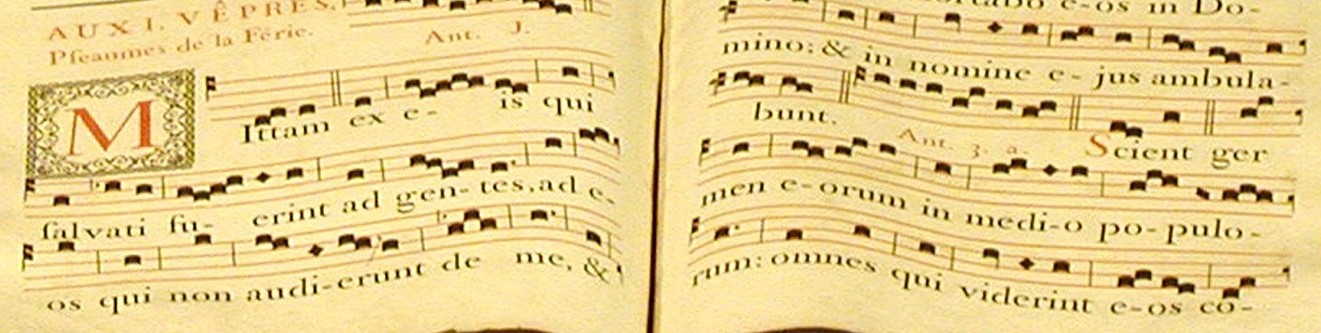 AUX I. VÊPRES,
Pſeaumes de la Férie.
Ant. J.
MIttam ex e- is qui
ſalvati fu- erint ad gen- tes, ad e-
os qui non audi-erunt de me, &
e-os in Do-
mino: & in nomine e- jus ambula-
bunt.
Ant. 3. a. Scient ger
men e-orum in medi-o po-pulo-
rum: omnes qui viderint e-os co-